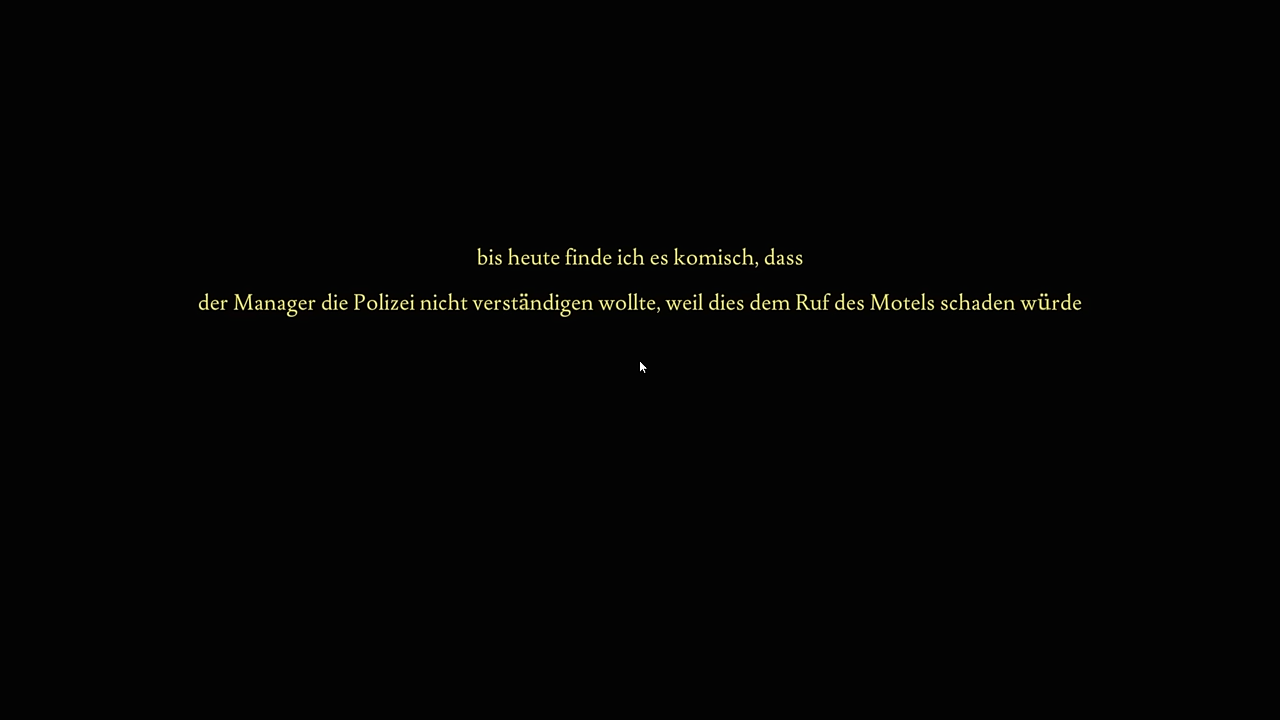 bis heute finde ich es komisch, dass
der Manager die Polizei nicht verständigen wollte, weil dies dem Ruf des Motels schaden würde